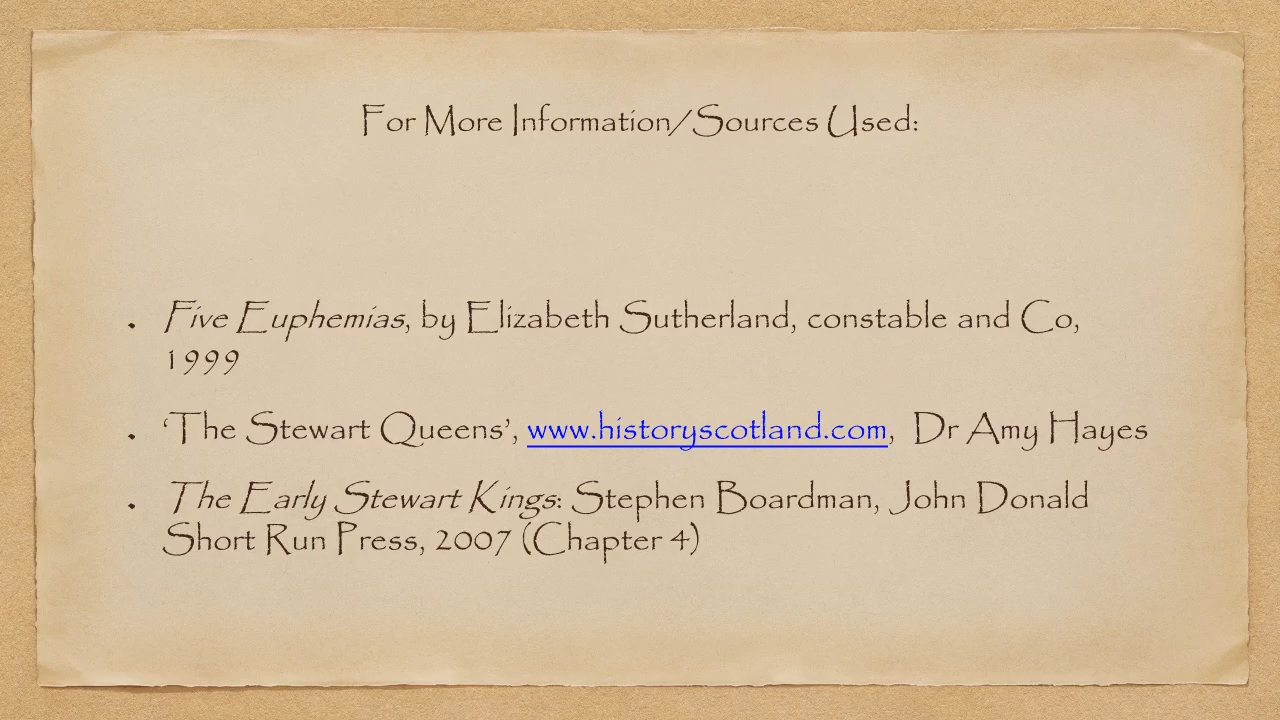 For More Information/Sources Used:
• Five Euphemias, by Elizabeth Sutherland, constable and Co,
1999
• ‘The Stewart Queens’, www.historyscotland.com, Dr Amy Hayes
• The Early Stewart Kings: Stephen Boardman, John Donald
Short Run Press, 2007 (Chapter 4)